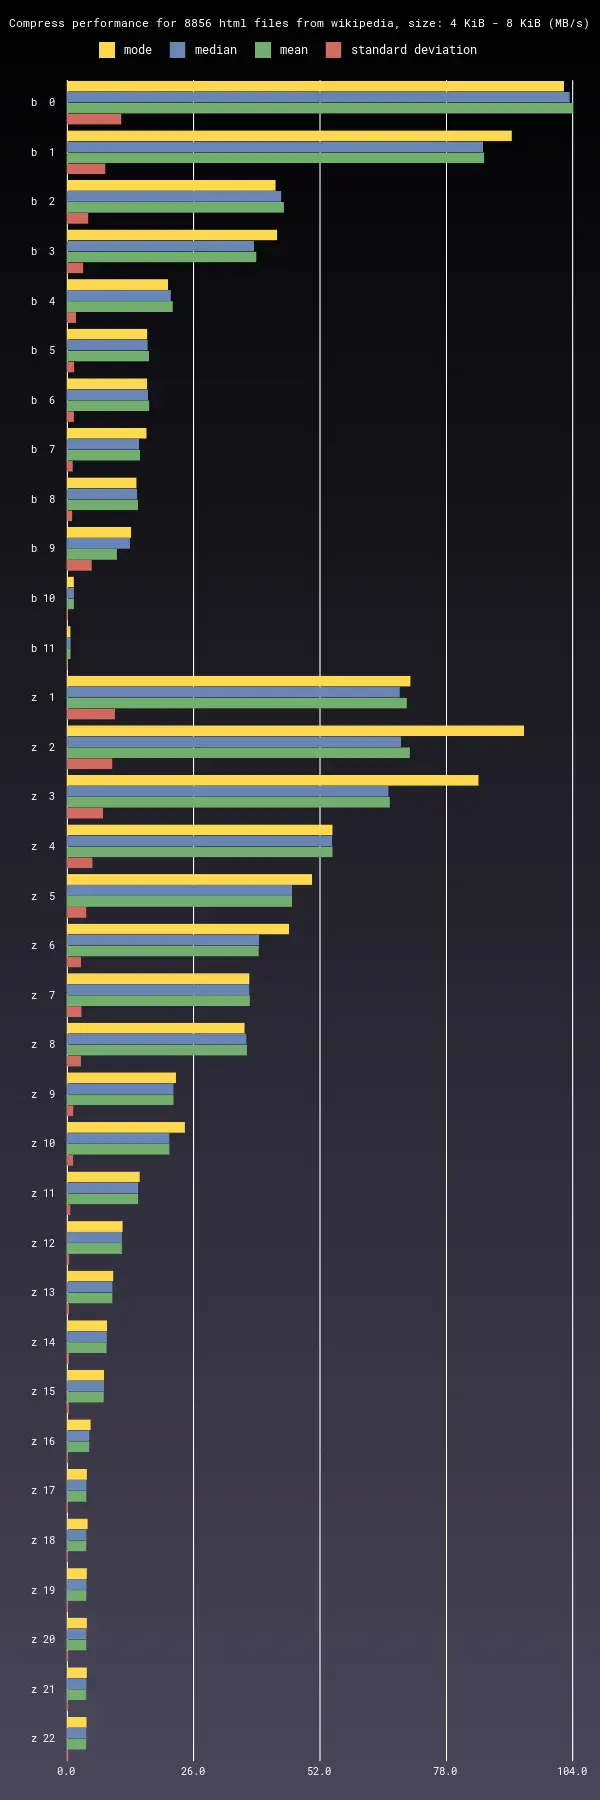 Compress performance for 8856 html files from wikipedia, size: 4 KiB - 8 KiB (MB/s)
mode median mean standard deviation
b 0
b 1
b 2
b 3
b 4
b 5
b 6
b 7
b 8
b 9
b 10
b 11
z 1
z 2
z 3
z 4
z 5
z 6
z 7
z 8
z 9
z 10
z 11
z 12
z 13
z 14
z 15
z 16
z 17
z 18
z 19
z 20
z 21
z 22
0.0 26.0 52.0 78.0 104.0